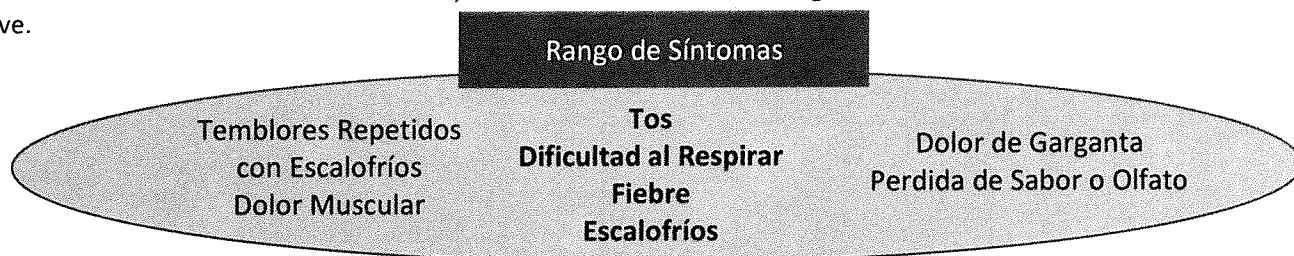 ve.
Rango de Síntomas
Temblores Repetidos
con Escalofríos
Dolor Muscular
Tos
Dificultad al Respirar
Fiebre
Escalofríos
Dolor de Garganta
Perdida de Sabor o Olfato